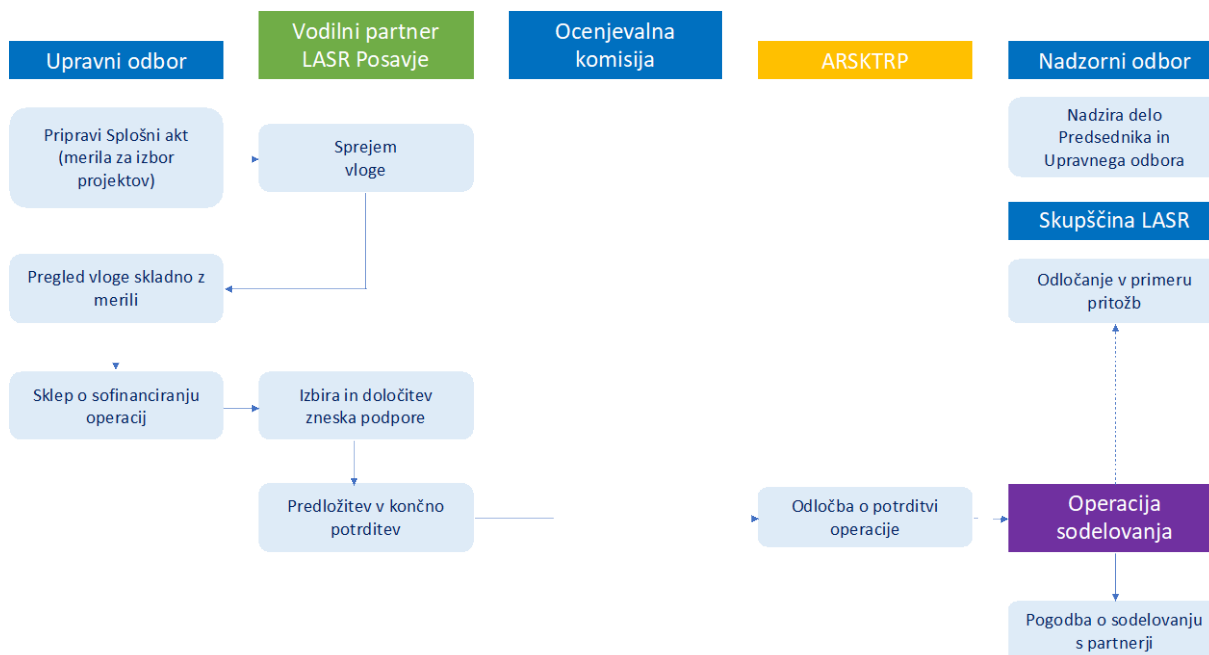 Upravni odbor
Vodilni partner
LASR Posavje
Ocenjevalna
komisija
ARSKTRP
Nadzorni odbor
Pripravi Splošni akt
(merila za izbor
projektov)
Sprejem
vloge
Nadzira delo
Predsednika in
Upravnega odbora
Skupščina LASR
Pregled vloge skladno z
merili
Odločanje v primeru
pritožb
Sklep o sofinanciranju
operacij
Izbira in določitev
zneska podpore
Predložitev v končno
potrditev
Odločba o potrditvi
operacije
Operacija
sodelovanja
Pogodba o sodelovanju
s partnerji